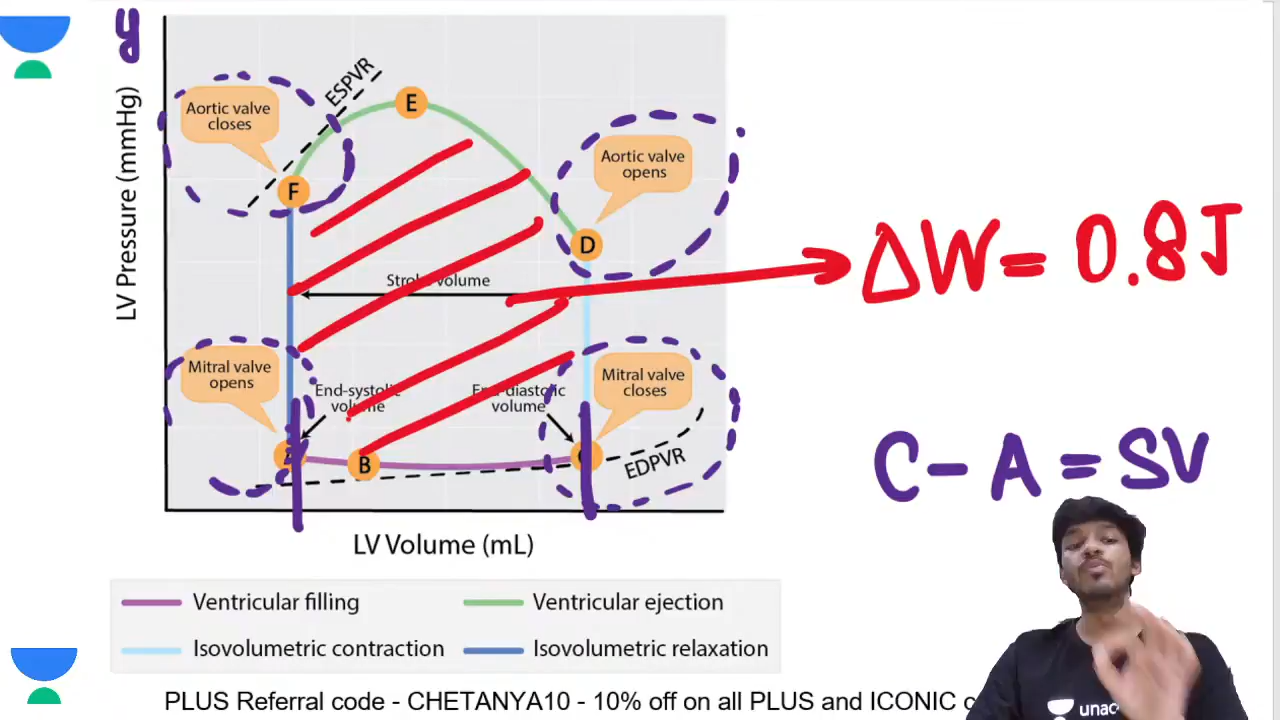 y
ESPVR
E
Aortic valve
closes
F
Aortic valve
opens
D
LV Pressure (mmHg)
ΔW = 0.8J
Stroke volume
Mitral valve
opens
End-systolic
volume
End-diastolic
volume
Mitral valve
closes
B
EDPVR
C - A = SV
LV Volume (mL)
Ventricular filling
Ventricular ejection
Isovolumetric contraction
Isovolumetric relaxation
PLUS Referral code - CHETANYA10 - 10% off on all PLUS and ICONIC